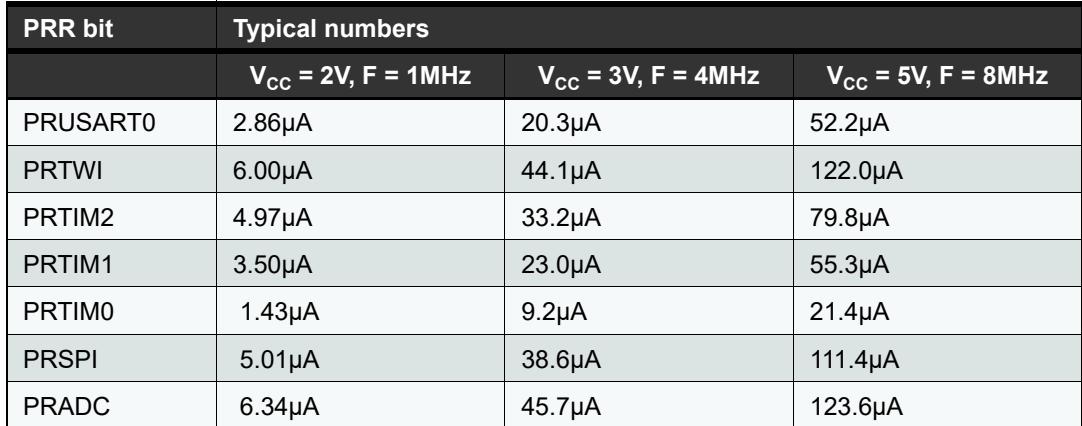 PRR bit Typical numbers
V_CC = 2V, F = 1MHz V_CC = 3V, F = 4MHz V_CC = 5V, F = 8MHz
PRUSART0 2.86µA 20.3µA 52.2µA
PRTWI 6.00µA 44.1µA 122.0µA
PRTIM2 4.97µA 33.2µA 79.8µA
PRTIM1 3.50µA 23.0µA 55.3µA
PRTIM0 1.43µA 9.2µA 21.4µA
PRSPI 5.01µA 38.6µA 111.4µA
PRADC 6.34µA 45.7µA 123.6µA